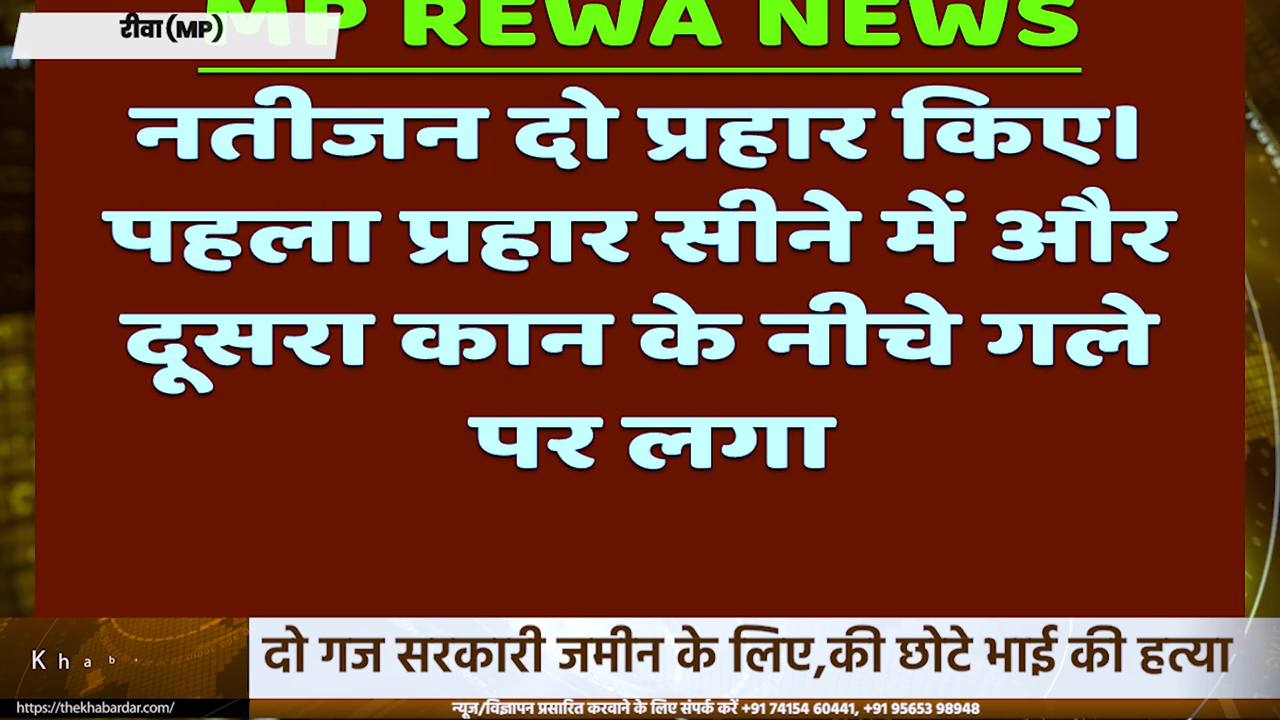 रीवा (MP)
MP REWA NEWS
नतीजन दो प्रहार किए।
पहला प्रहार सीने में और
दूसरा कान के नीचे गले
पर लगा
Khab
दो गज सरकारी जमीन के लिए,की छोटे भाई की हत्या
https://thekhabardar.com/
न्यूज/विज्ञापन प्रसारित करवाने के लिए संपर्क करें +91 74154 60441, +91 95653 98948